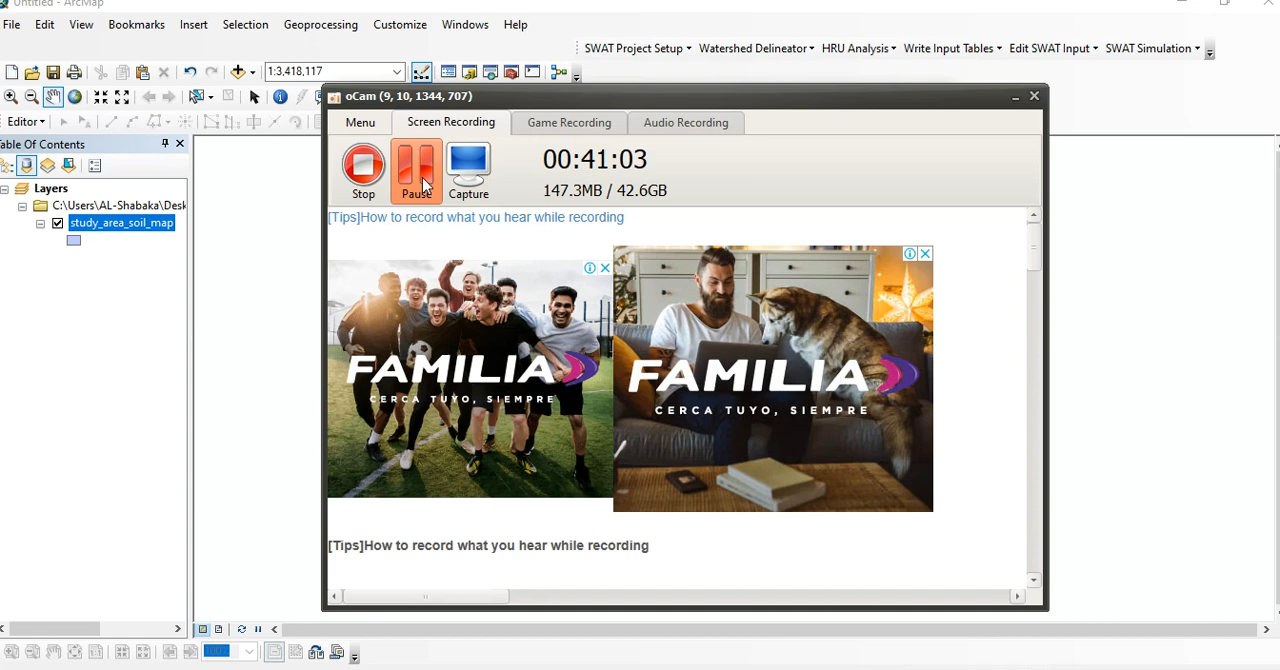 Untitled - ArcMap
File Edit View Bookmarks Insert Selection Geoprocessing Customize Windows Help
SWAT Project Setup Watershed Delineator HRU Analysis Write Input Tables Edit SWAT Input SWAT Simulation
1:3,418,117
oCam (9, 10, 1344, 707)
Editor
Menu Screen Recording Game Recording Audio Recording
able Of Contents
00:41:03
Stop Pause Capture
147.3MB / 42.6GB
Layers
C:\Users\AL-Shabaka\Desk
study_area_soil_map
[Tips]How to record what you hear while recording
FAMILIA
CERCA TUYO, SIEMPRE
FAMILIA
CERCA TUYO, SIEMPRE
[Tips]How to record what you hear while recording